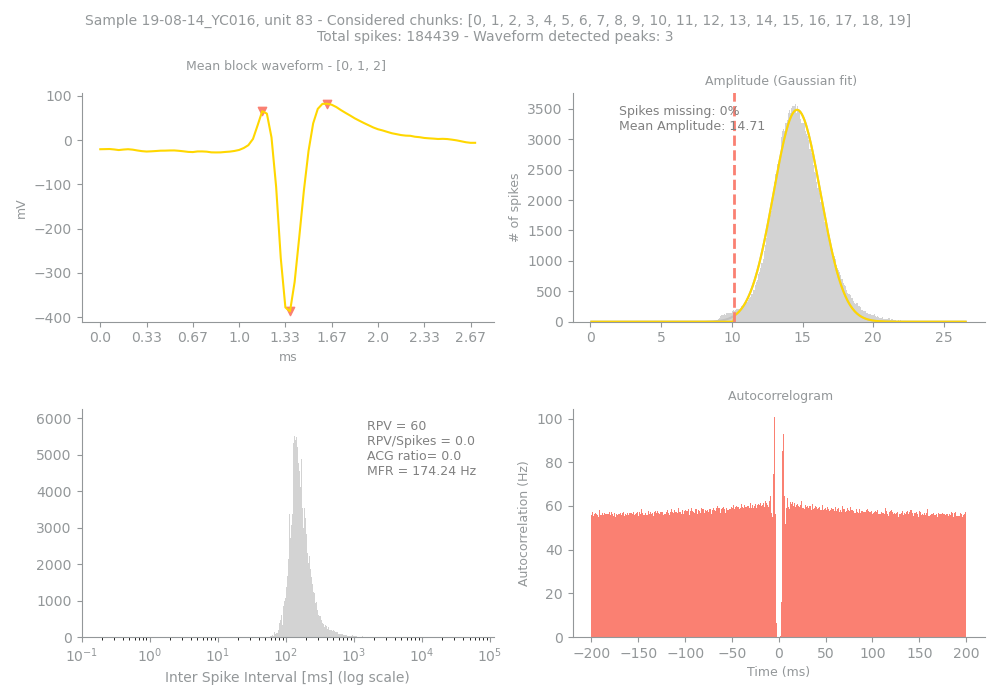 Sample 19-08-14_YC016, unit 83 - Considered chunks: [0, 1, 2, 3, 4, 5, 6, 7, 8, 9, 10, 11, 12, 13, 14, 15, 16, 17, 18, 19]
Total spikes: 184439 - Waveform detected peaks: 3
Mean block waveform - [0, 1, 2]
100
0
−100
−200
−300
−400
mV
0.0 0.33 0.67 1.0 1.33 1.67 2.0 2.33 2.67
ms
Amplitude (Gaussian fit)
Spikes missing: 0%
Mean Amplitude: 14.71
3500
3000
2500
2000
1500
1000
500
0
# of spikes
0 5 10 15 20 25
RPV = 60
RPV/Spikes = 0.0
ACG ratio= 0.0
MFR = 174.24 Hz
6000
5000
4000
3000
2000
1000
0
10⁻¹ 10⁰ 10¹ 10² 10³ 10⁴ 10⁵
Inter Spike Interval [ms] (log scale)
Autocorrelogram
100
80
60
40
20
0
Autocorrelation (Hz)
−200 −150 −100 −50 0 50 100 150 200
Time (ms)